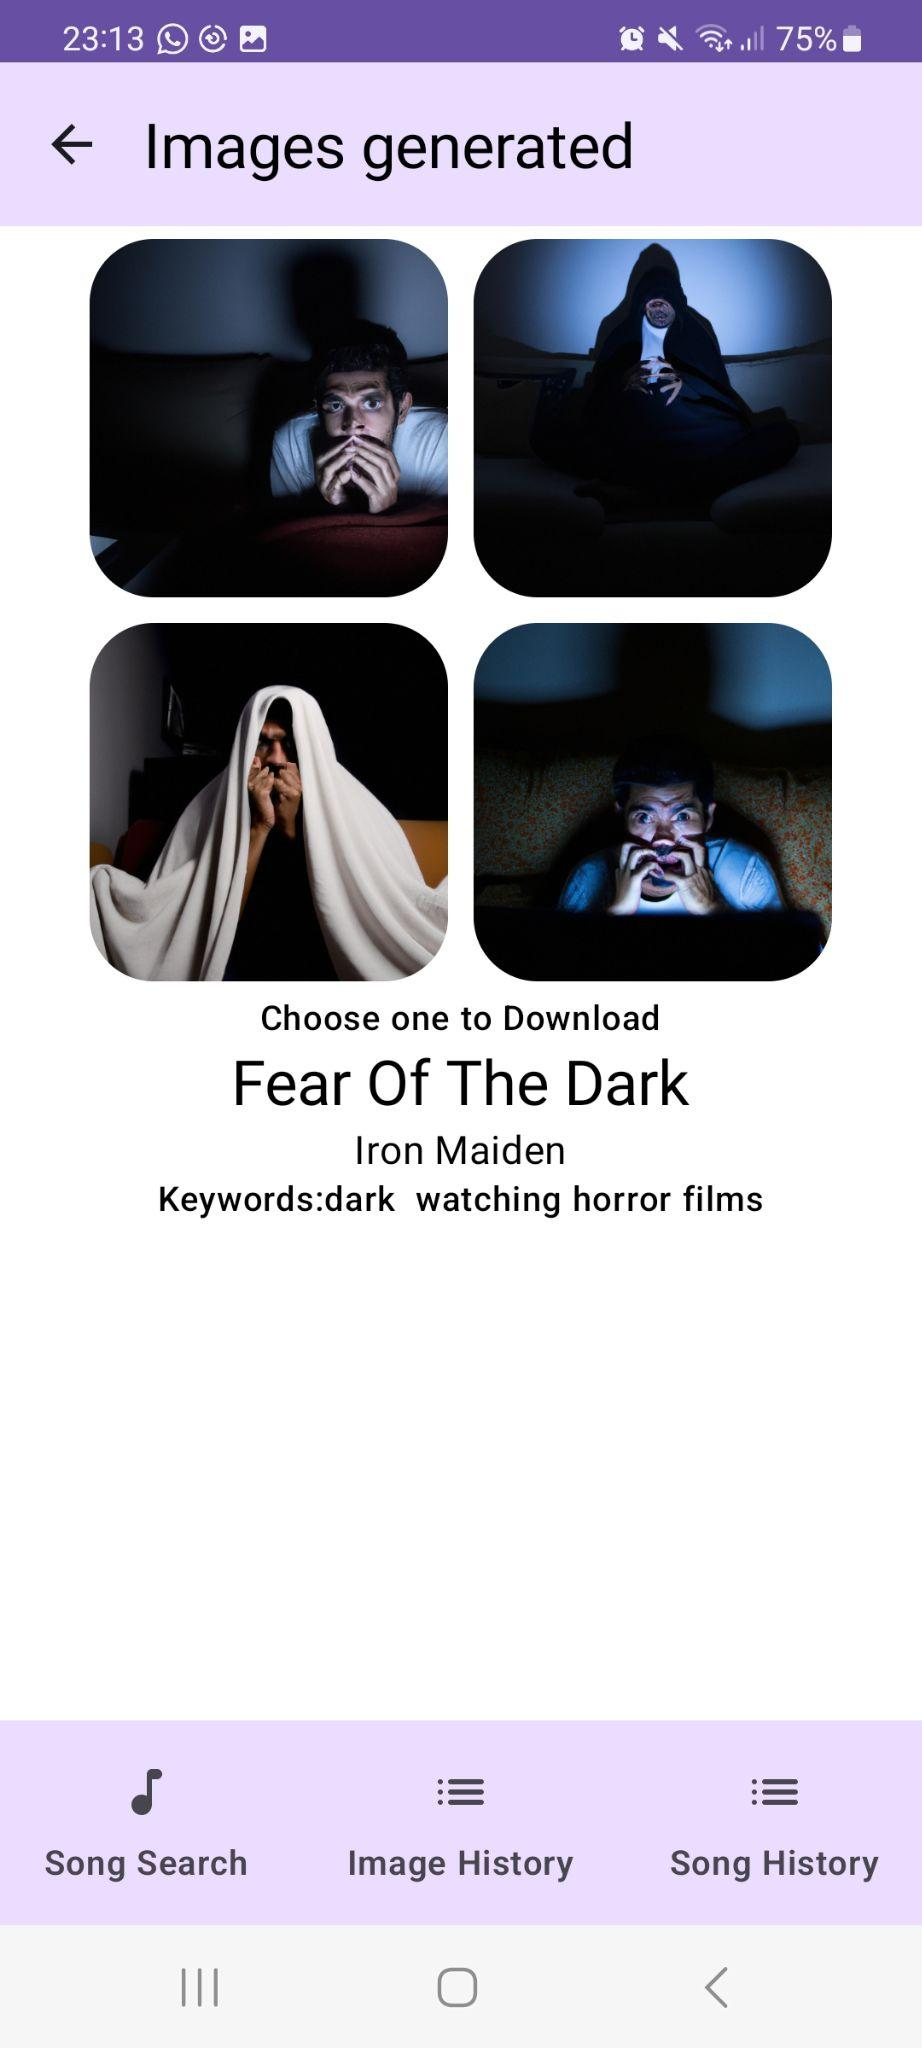 23:13 75%
Images generated
Choose one to Download
Fear Of The Dark
Iron Maiden
Keywords:dark  watching horror films
Song Search Image History Song History